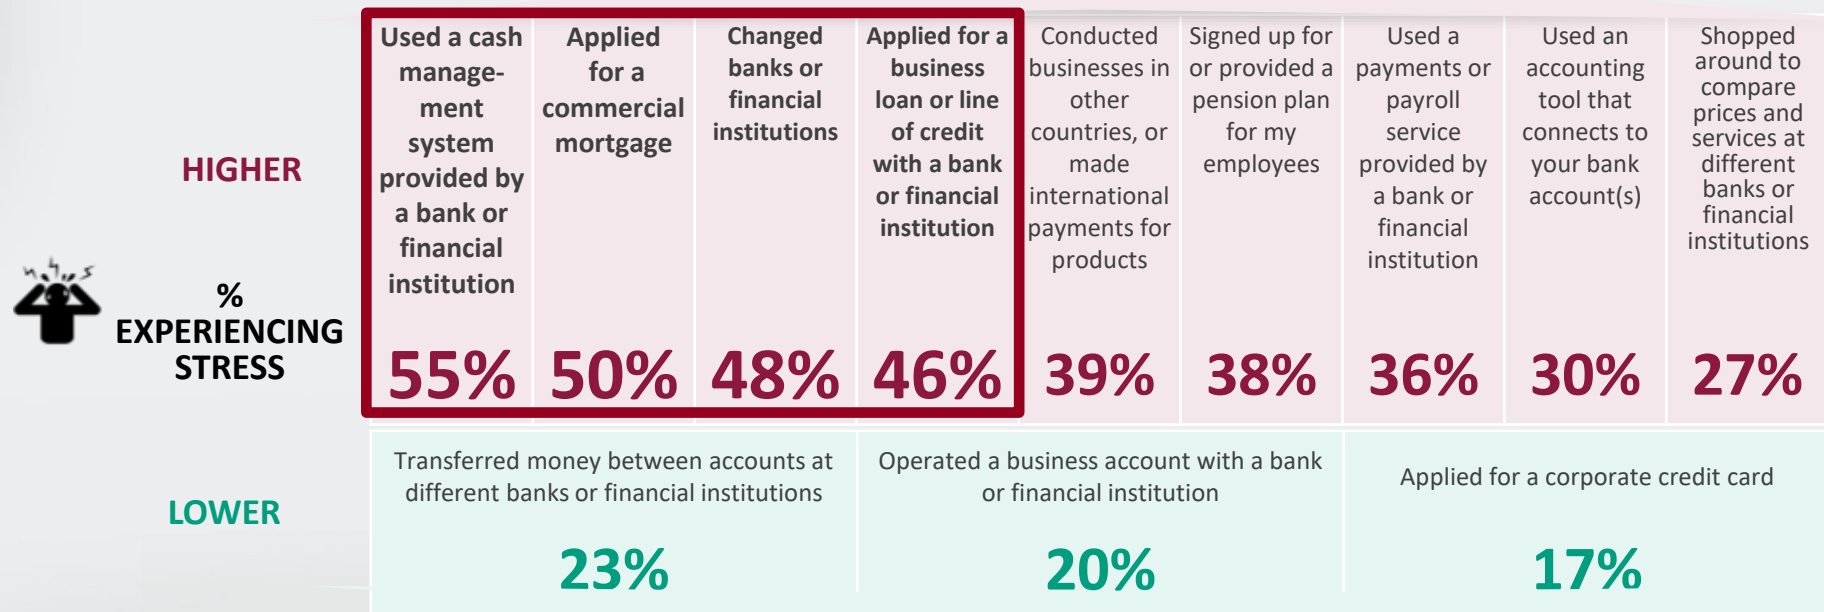 HIGHER
%
EXPERIENCING
STRESS
Used a cash
manage-
ment
system
provided by
a bank or
financial
institution
55%
Applied
for a
commercial
mortgage
50%
Changed
banks or
financial
institutions
48%
Applied for a
business
loan or line
of credit
with a bank
or financial
institution
46%
Conducted
businesses in
other
countries, or
made
international
payments for
products
39%
Signed up for
or provided a
pension plan
for my
employees
38%
Used a
payments or
payroll
service
provided by
a bank or
financial
institution
36%
Used an
accounting
tool that
connects to
your bank
account(s)
30%
Shopped
around to
compare
prices and
services at
different
banks or
financial
institutions
27%
LOWER
Transferred money between accounts at
different banks or financial institutions
23%
Operated a business account with a bank
or financial institution
20%
Applied for a corporate credit card
17%